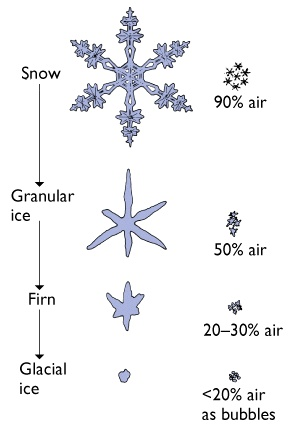 Snow
90% air
Granular
ice
50% air
Firn
20–30% air
Glacial
ice
<20% air
as bubbles